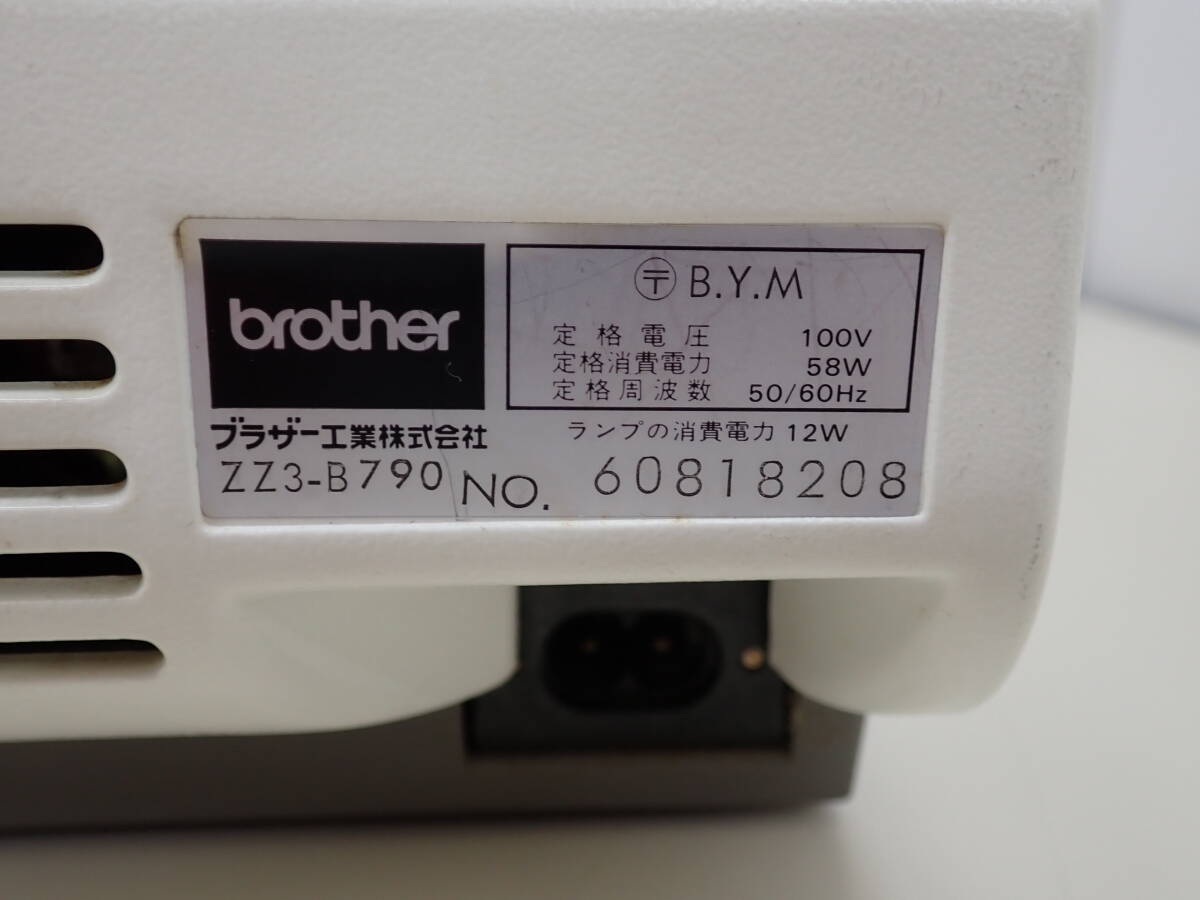 brother
ブラザー工業株式会社
ZZ3-B790 NO. 60818208
〶 B.Y.M
定格電圧 100V
定格消費電力 58W
定格周波数 50/60Hz
ランプの消費電力 12W